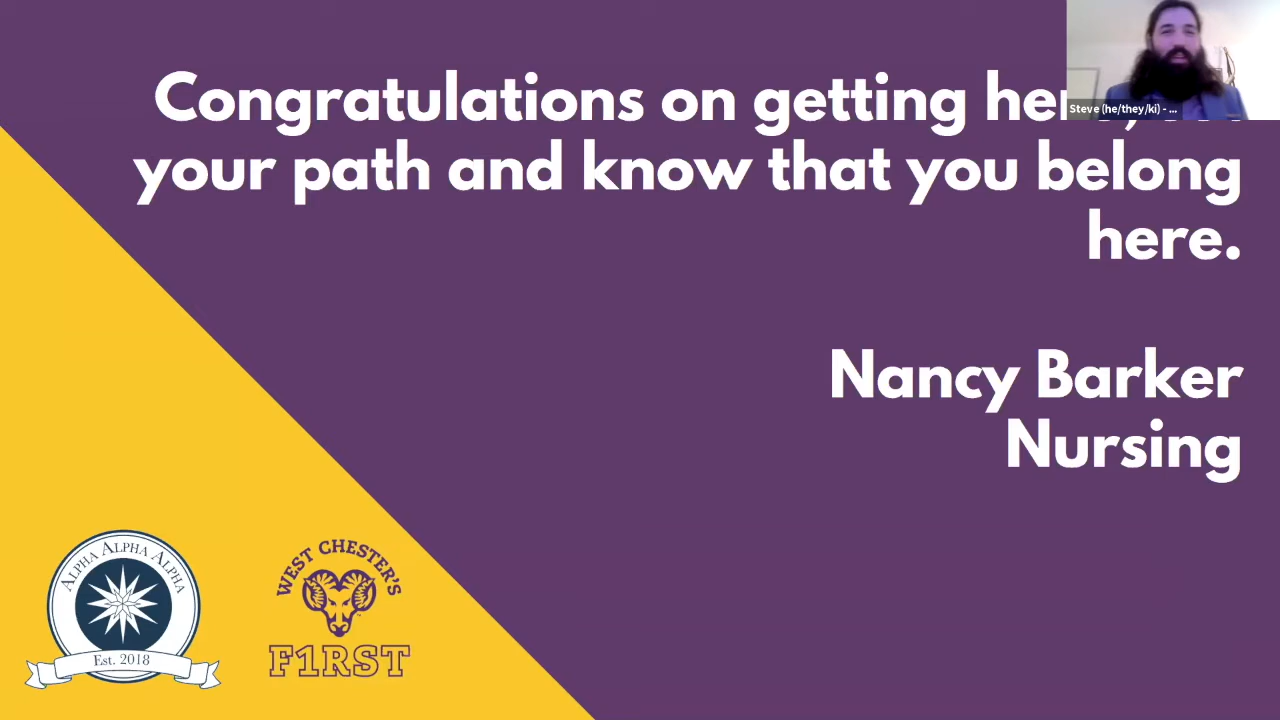 Congratulations on getting her
your path and know that you belong
here.
Nancy Barker
Nursing
Steve (he/they/ki) - ...
ALPHA ALPHA ALPHA
Est. 2018
WEST CHESTER'S
F1RST